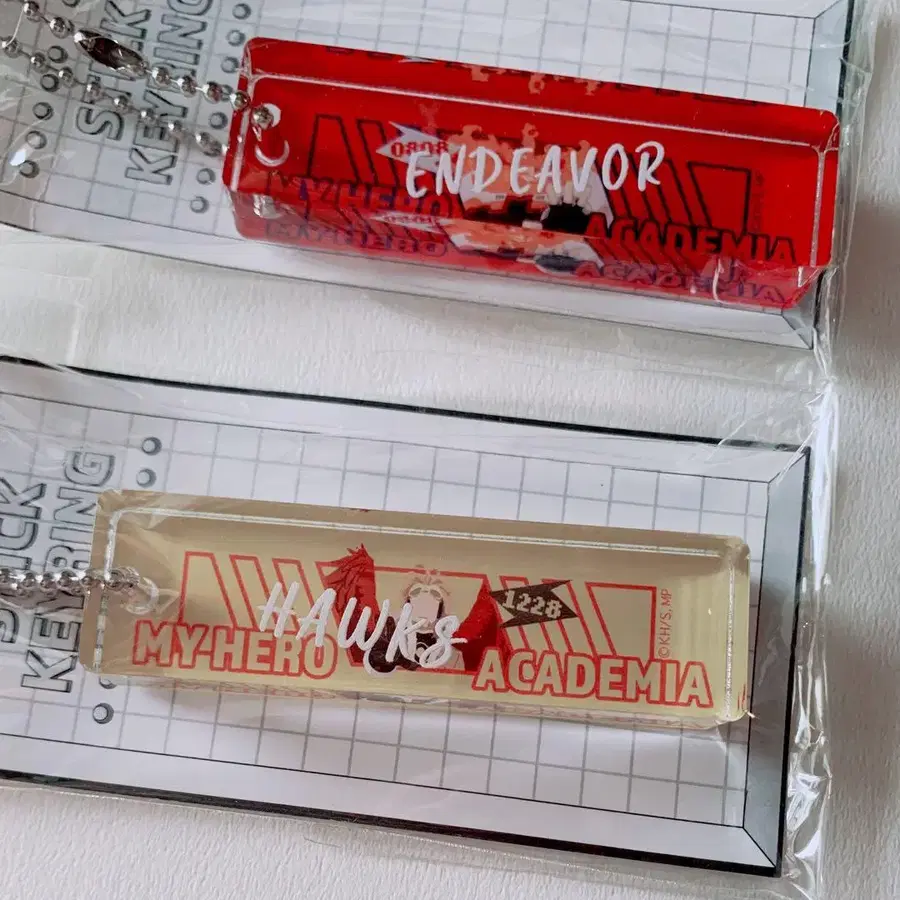 STICK
KEYRING
ENDEAVOR
0808
MY HERO
ACADEMIA
STICK
KEYRING
HAWKS
1228
MY HERO
ACADEMIA
©KH/S, MP